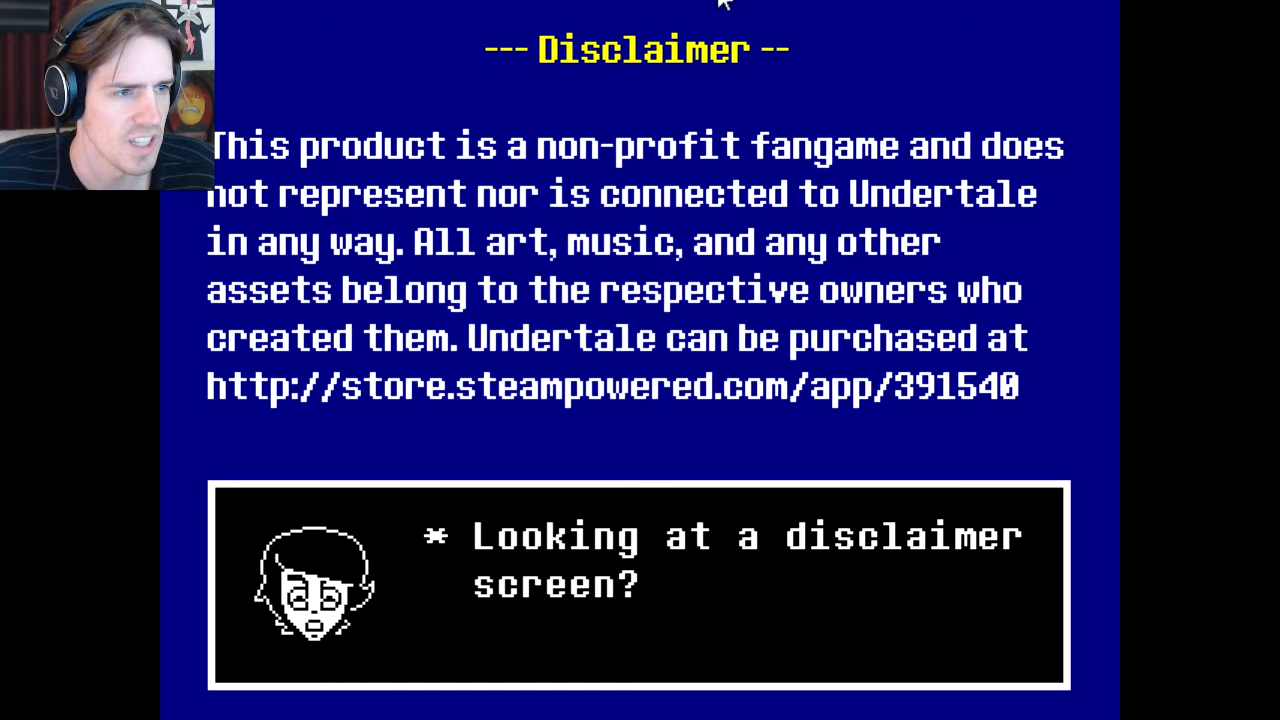 --- Disclaimer --
This product is a non-profit fangame and does
not represent nor is connected to Undertale
in any way. All art, music, and any other
assets belong to the respective owners who
created them. Undertale can be purchased at
http://store.steampowered.com/app/391540
* Looking at a disclaimer
screen?